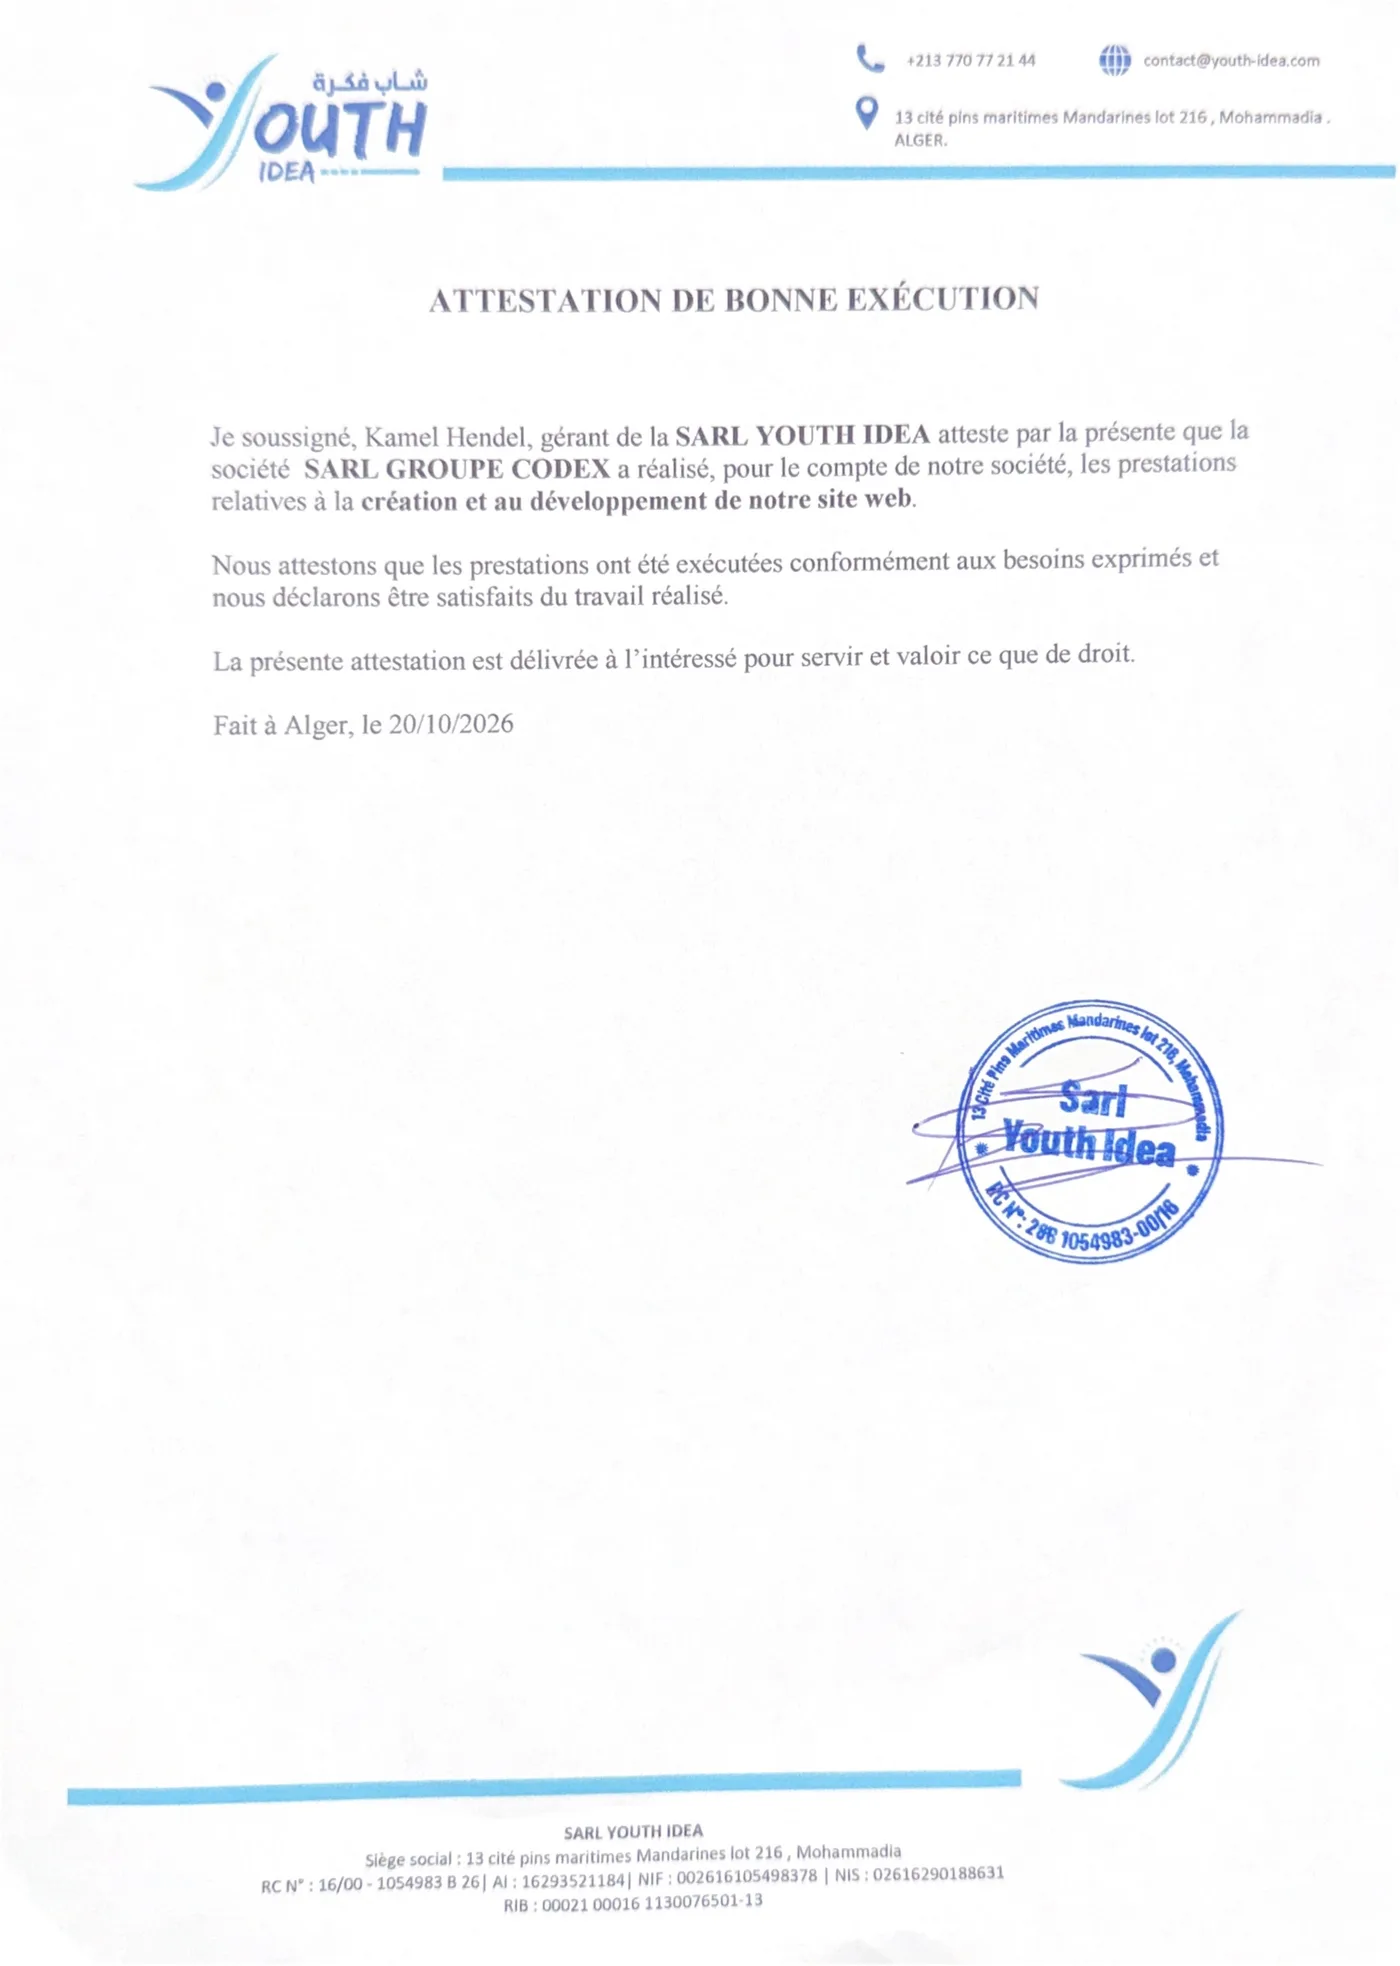 شاب فكرة
YOUTH
IDEA
+213 770 77 21 44
contact@youth-idea.com
13 cité pins maritimes Mandarines lot 216 , Mohammadia .
ALGER.
ATTESTATION DE BONNE EXÉCUTION
Je soussigné, Kamel Hendel, gérant de la SARL YOUTH IDEA atteste par la présente que la
société SARL GROUPE CODEX a réalisé, pour le compte de notre société, les prestations
relatives à la création et au développement de notre site web.
Nous attestons que les prestations ont été exécutées conformément aux besoins exprimés et
nous déclarons être satisfaits du travail réalisé.
La présente attestation est délivrée à l’intéressé pour servir et valoir ce que de droit.
Fait à Alger, le 20/10/2026
13 Cité Pins Maritimes Mandarines lot 216, Mohammadia
Sarl
Youth Idea
RC N°: 26B 1054983-00/16
SARL YOUTH IDEA
Siège social : 13 cité pins maritimes Mandarines lot 216 , Mohammadia
RC N° : 16/00 - 1054983 B 26| AI : 16293521184| NIF : 002616105498378 | NIS : 02616290188631
RIB : 00021 00016 1130076501-13